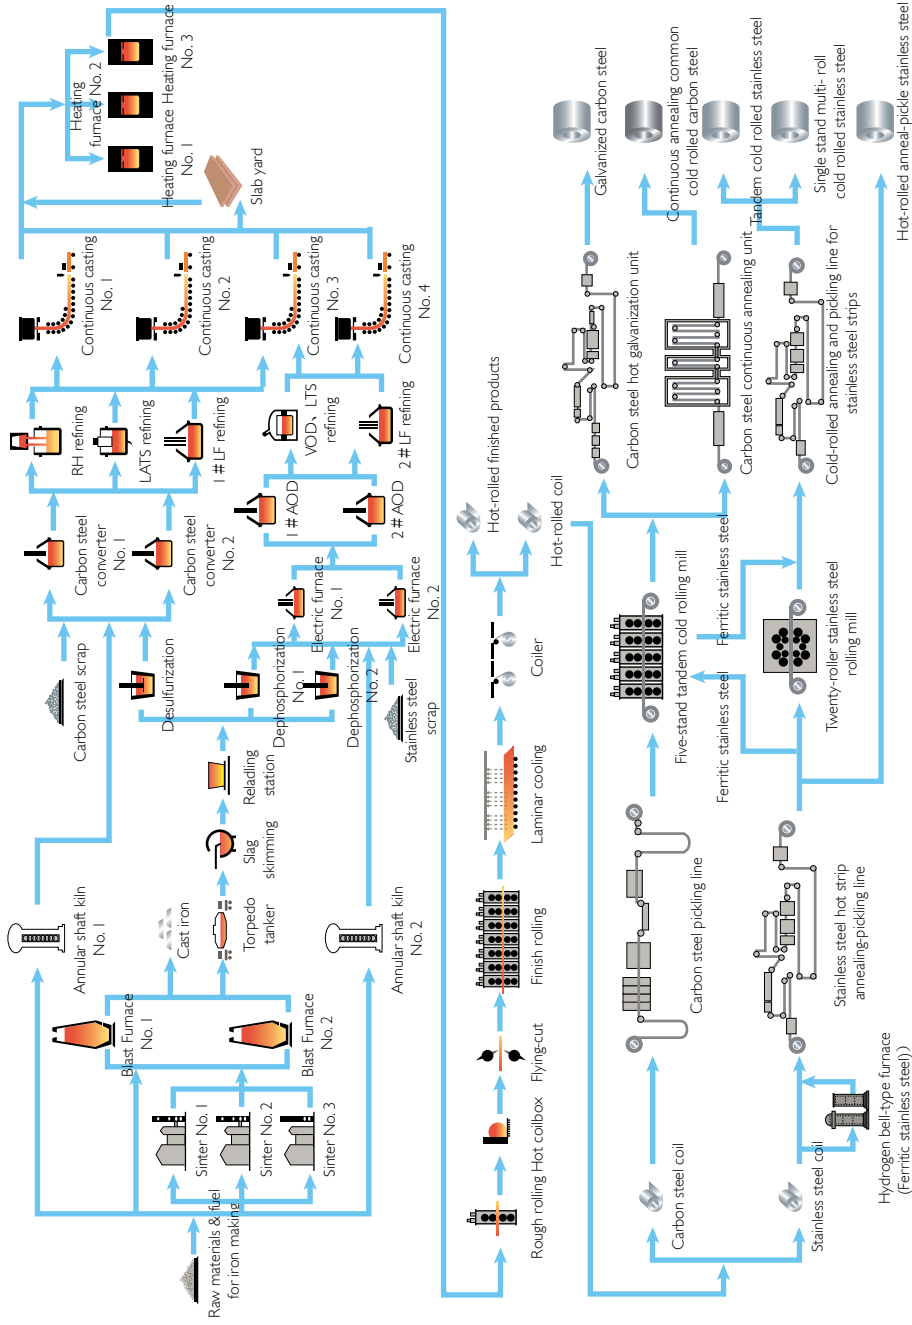 Raw materials & fuel
for iron making
Sinter No. 1
Sinter No. 2
Sinter No. 3
Blast Furnace
No. 1
Blast Furnace
No.2
Annular shaft kiln
No. 1
Annular shaft kiln
No. 2
Cast iron
Torpedo
tanker
Slag
skimming
Reladling
station
Carbon steel scrap
Desulfurization
Dephosphorization
No. 1
Dephosphorization
No. 2
Stainless steel
scrap
Carbon steel
converter
No. 1
Carbon steel
converter
No. 2
Electric furnace
No. 1
Electric furnace
No. 2
1 # AOD
2 # AOD
RH refining
LATS refining
1 # LF refining
VOD、LTS
refining
2 # LF refining
Continuous casting
No. 1
Continuous casting
No. 2
Continuous casting
No. 3
Continuous casting
No. 4
Slab yard
Heating furnace
No. 1
Heating
furnace No. 2
Heating furnace
No. 3
Rough rolling
Hot coilbox
Flying-cut
Finish rolling
Laminar cooling
Coiler
Hot-rolled finished products
Hot-rolled coil
Carbon steel coil
Stainless steel coil
Hydrogen bell-type furnace
(Ferritic stainless steel))
Carbon steel pickling line
Stainless steel hot strip
annealing-pickling line
Five-stand tandem cold rolling mill
Ferritic stainless steel
Ferritic stainless steel
Twenty-roller stainless steel
rolling mill
Carbon steel hot galvanization unit
Carbon steel continuous annealing unit
Cold-rolled annealing and pickling line for
stainless steel strips
Galvanized carbon steel
Continuous annealing common
cold rolled carbon steel
Tandem cold rolled stainless steel
Single stand multi- roll
cold rolled stainless steel
Hot-rolled anneal-pickle stainless steel